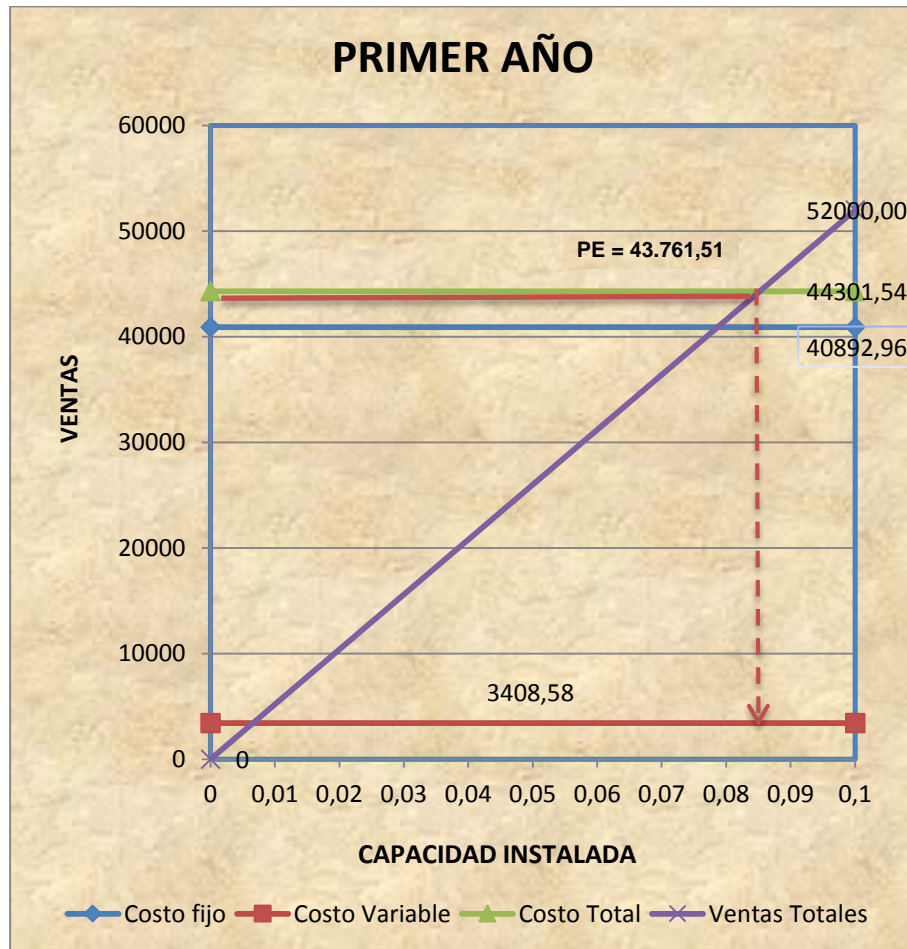 PRIMER AÑO
60000
50000
40000
30000
20000
10000
0
VENTAS
52000,00
PE = 43.761,51
44301,54
40892,96
3408,58
0
0 0,01 0,02 0,03 0,04 0,05 0,06 0,07 0,08 0,09 0,1
CAPACIDAD INSTALADA
Costo fijo Costo Variable Costo Total Ventas Totales